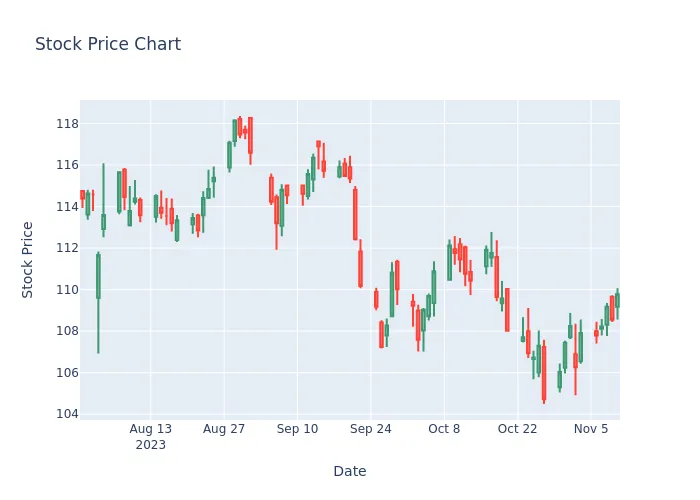 Stock Price Chart
Stock Price
118
116
114
112
110
108
106
104
Aug 13
2023
Aug 27
Sep 10
Sep 24
Oct 8
Oct 22
Nov 5
Date